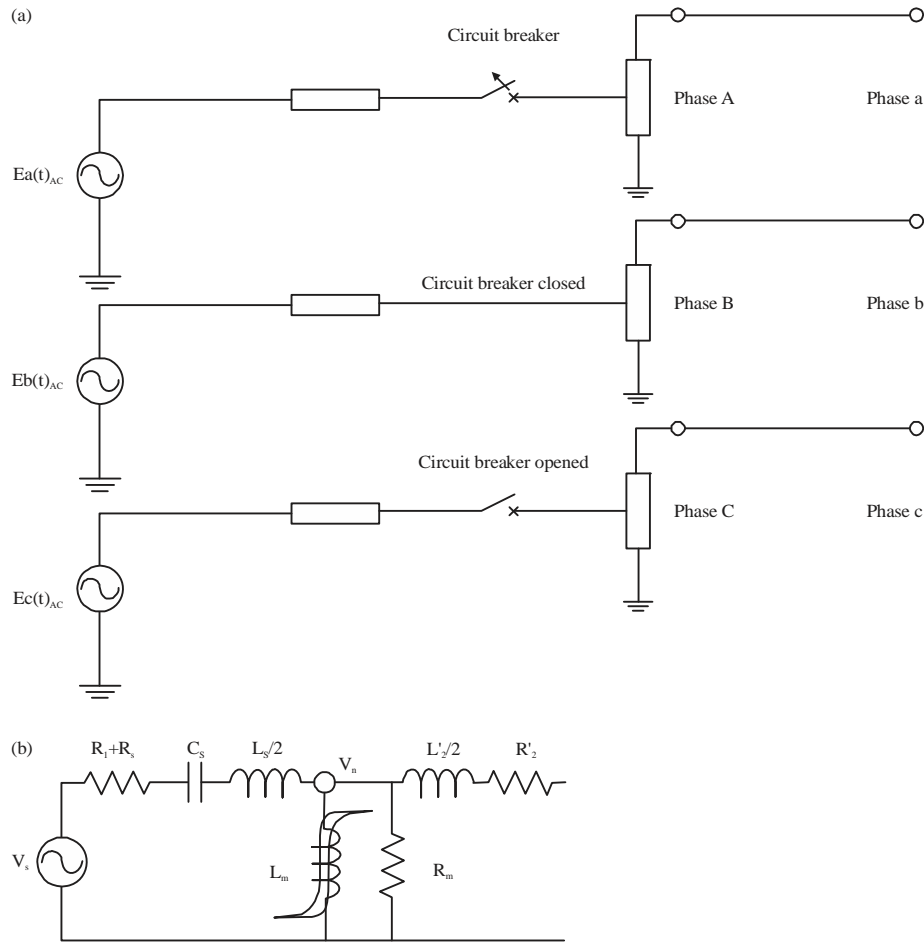 (a)
Circuit breaker
Phase A
Phase a
Ea(t)AC
Circuit breaker closed
Phase B
Phase b
Eb(t)AC
Circuit breaker opened
Phase C
Phase c
Ec(t)AC
(b)
R1+Rs
CS
LS/2
Vn
L'2/2
R'2
Vs
Lm
Rm